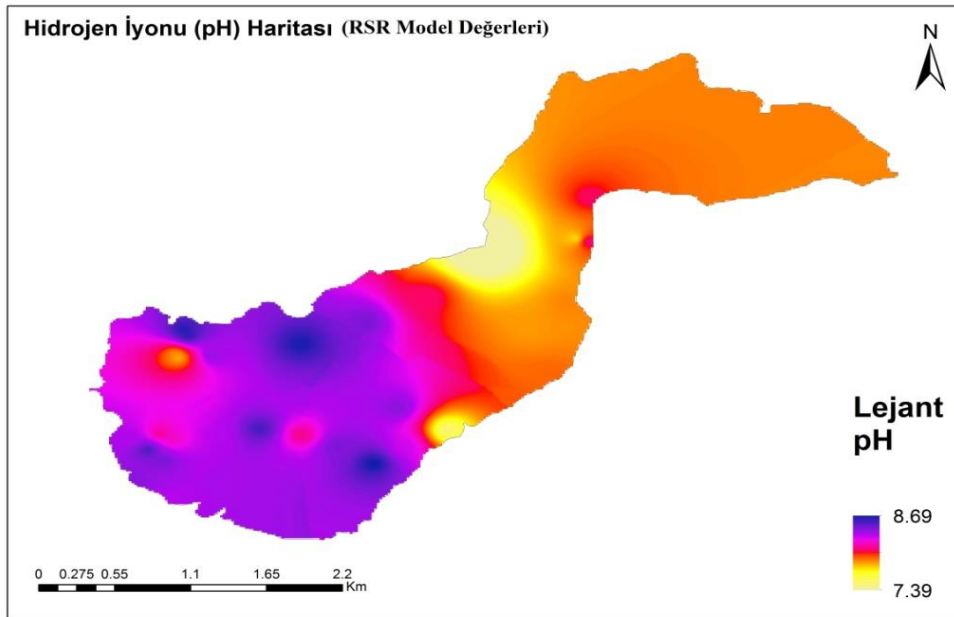 Hidrojen İyonu (pH) Haritası (RSR Model Değerleri)
N
Lejant
pH
8.69
7.39
0 0.275 0.55 1.1 1.65 2.2
Km